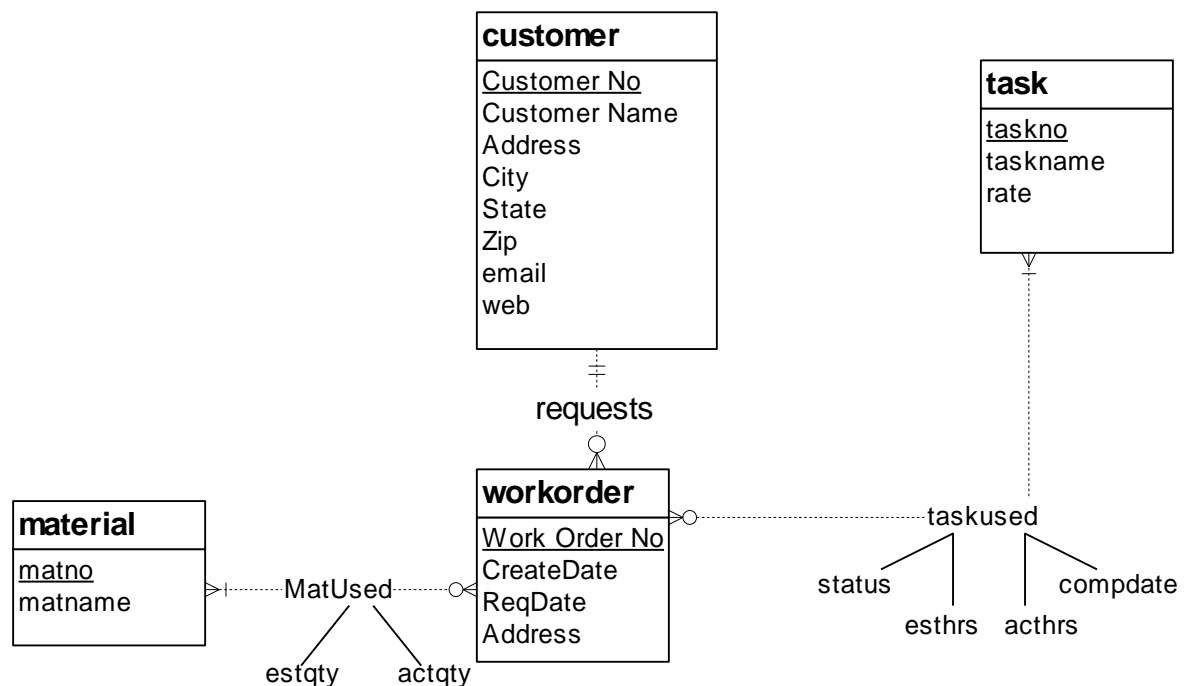 customer
Customer No
Customer Name
Address
City
State
Zip
email
web
task
taskno
taskname
rate
requests
workorder
Work Order No
CreateDate
ReqDate
Address
material
matno
matname
MatUsed
estqty
actqty
taskused
status
esthrs
acthrs
compdate